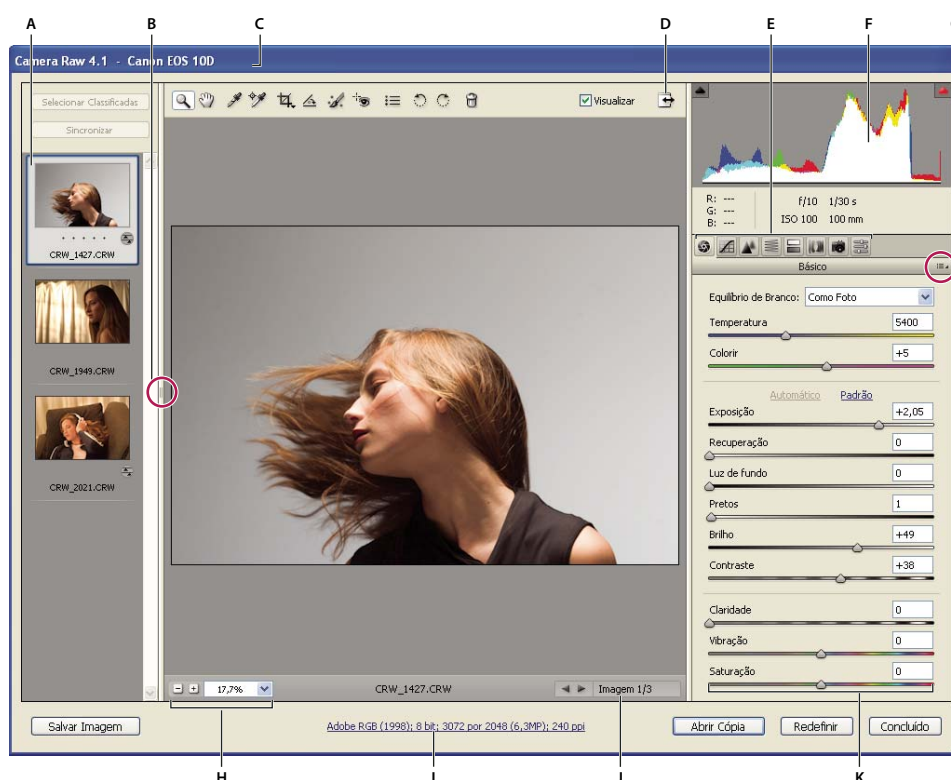 A B C D E F
Camera Raw 4.1 - Canon EOS 10D
Selecionar Classificadas
Sincronizar
CRW_1427.CRW
CRW_1949.CRW
CRW_2021.CRW
Visualizar
R: ---
G: ---
B: ---
f/10 1/30 s
ISO 100 100 mm
Básico
Equilíbrio de Branco: Como Foto
Temperatura 5400
Colorir +5
Automático Padrão
Exposição +2,05
Recuperação 0
Luz de fundo 0
Pretos 1
Brilho +49
Contraste +38
Claridade 0
Vibração 0
Saturação 0
17,7% CRW_1427.CRW Imagem 1/3
Salvar Imagem
Adobe RGB (1998); 8 bit; 3072 por 2048 (6,3MP); 240 ppi
Abrir Cópia Redefinir Concluído
H K